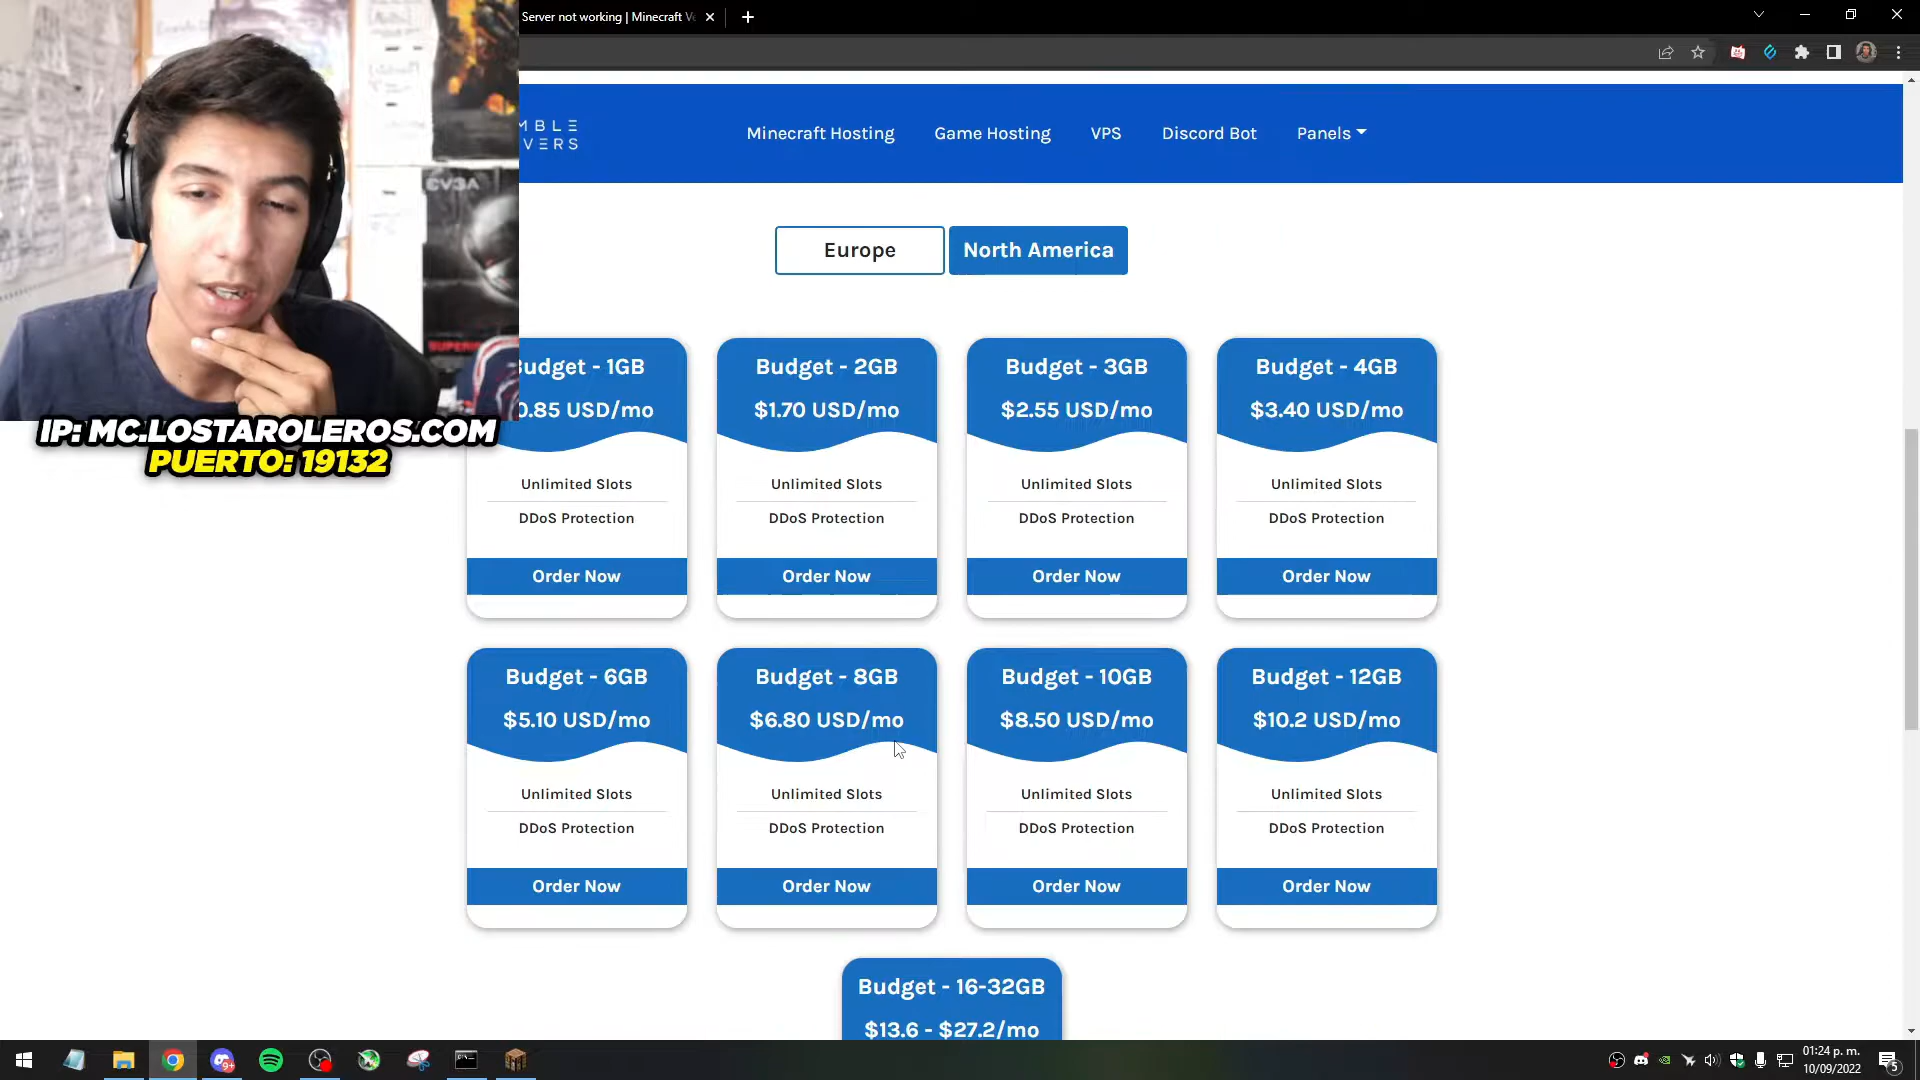 Server not working | Minecraft Ve
MBLE
VERS
Minecraft Hosting
Game Hosting
VPS
Discord Bot
Panels
EVGA
Europe
North America
Budget - 1GB
0.85 USD/mo
Unlimited Slots
DDoS Protection
Order Now
Budget - 2GB
$1.70 USD/mo
Unlimited Slots
DDoS Protection
Order Now
Budget - 3GB
$2.55 USD/mo
Unlimited Slots
DDoS Protection
Order Now
Budget - 4GB
$3.40 USD/mo
Unlimited Slots
DDoS Protection
Order Now
IP: MC.LOSTAROLEROS.COM
PUERTO: 19132
Budget - 6GB
$5.10 USD/mo
Unlimited Slots
DDoS Protection
Order Now
Budget - 8GB
$6.80 USD/mo
Unlimited Slots
DDoS Protection
Order Now
Budget - 10GB
$8.50 USD/mo
Unlimited Slots
DDoS Protection
Order Now
Budget - 12GB
$10.2 USD/mo
Unlimited Slots
DDoS Protection
Order Now
Budget - 16-32GB
$13.6 - $27.2/mo
9+
01:24 p. m.
10/09/2022
5